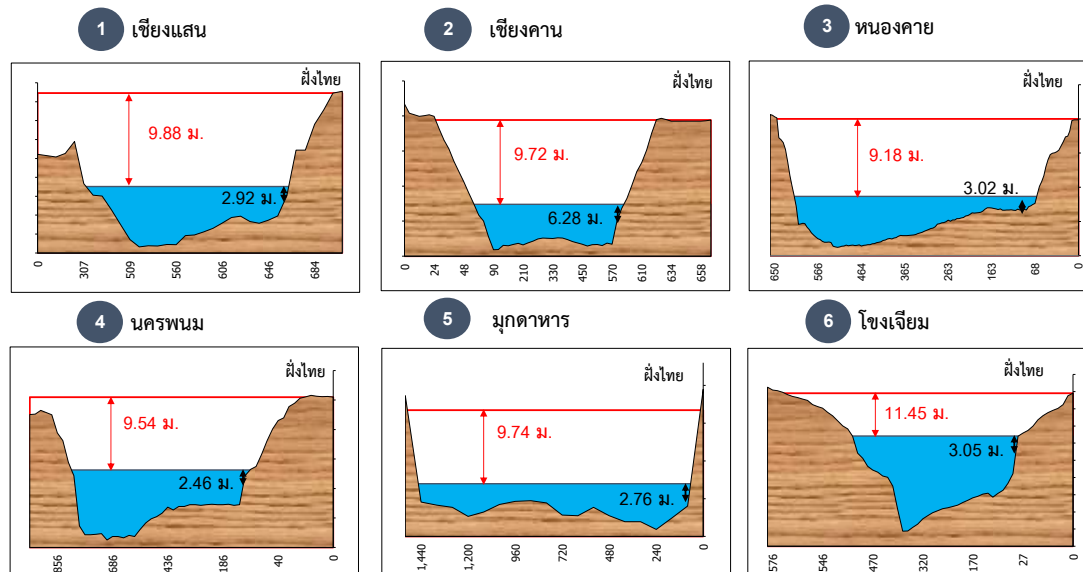 1 เชียงแสน
ฝั่งไทย
9.88 ม.
2.92 ม.
0 307 509 560 606 646 684
2 เชียงคาน
ฝั่งไทย
9.72 ม.
6.28 ม.
0 24 48 90 210 330 450 570 610 634 658
3 หนองคาย
ฝั่งไทย
9.18 ม.
3.02 ม.
650 566 464 365 263 163 68 0
4 นครพนม
ฝั่งไทย
9.54 ม.
2.46 ม.
856 686 436 186 40 0
5 มุกดาหาร
ฝั่งไทย
9.74 ม.
2.76 ม.
1,440 1,200 960 720 480 240 0
6 โขงเจียม
ฝั่งไทย
11.45 ม.
3.05 ม.
576 546 470 320 170 27 0